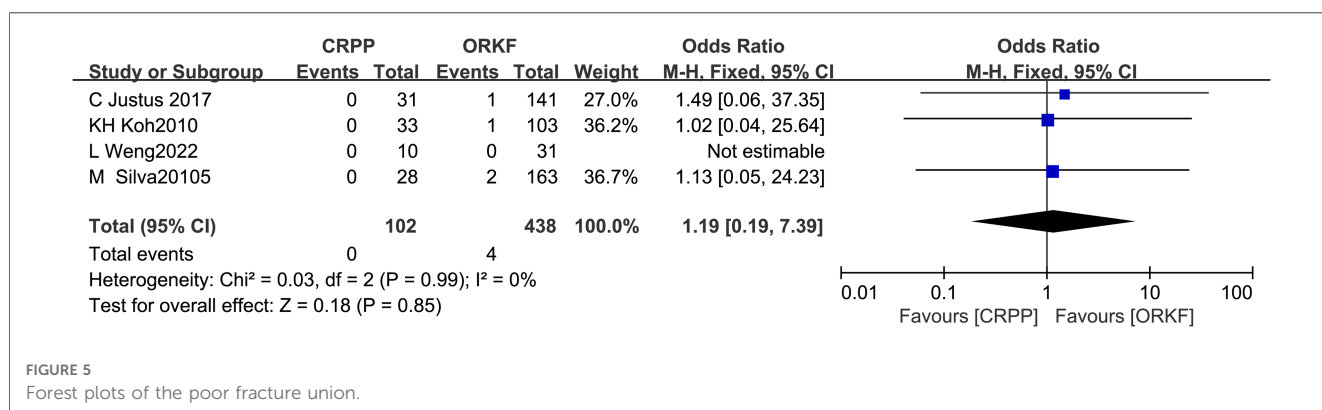 CRPP ORKF Odds Ratio Odds Ratio
Study or Subgroup Events Total Events Total Weight M-H, Fixed, 95% CI M-H, Fixed, 95% CI
C Justus 2017 0 31 1 141 27.0% 1.49 [0.06, 37.35]
KH Koh2010 0 33 1 103 36.2% 1.02 [0.04, 25.64]
L Weng2022 0 10 0 31 Not estimable
M Silva20105 0 28 2 163 36.7% 1.13 [0.05, 24.23]
Total (95% CI) 102 438 100.0% 1.19 [0.19, 7.39]
Total events 0 4
Heterogeneity: Chi² = 0.03, df = 2 (P = 0.99); I² = 0%
Test for overall effect: Z = 0.18 (P = 0.85)
0.01 0.1 1 10 100
Favours [CRPP] Favours [ORKF]
FIGURE 5
Forest plots of the poor fracture union.